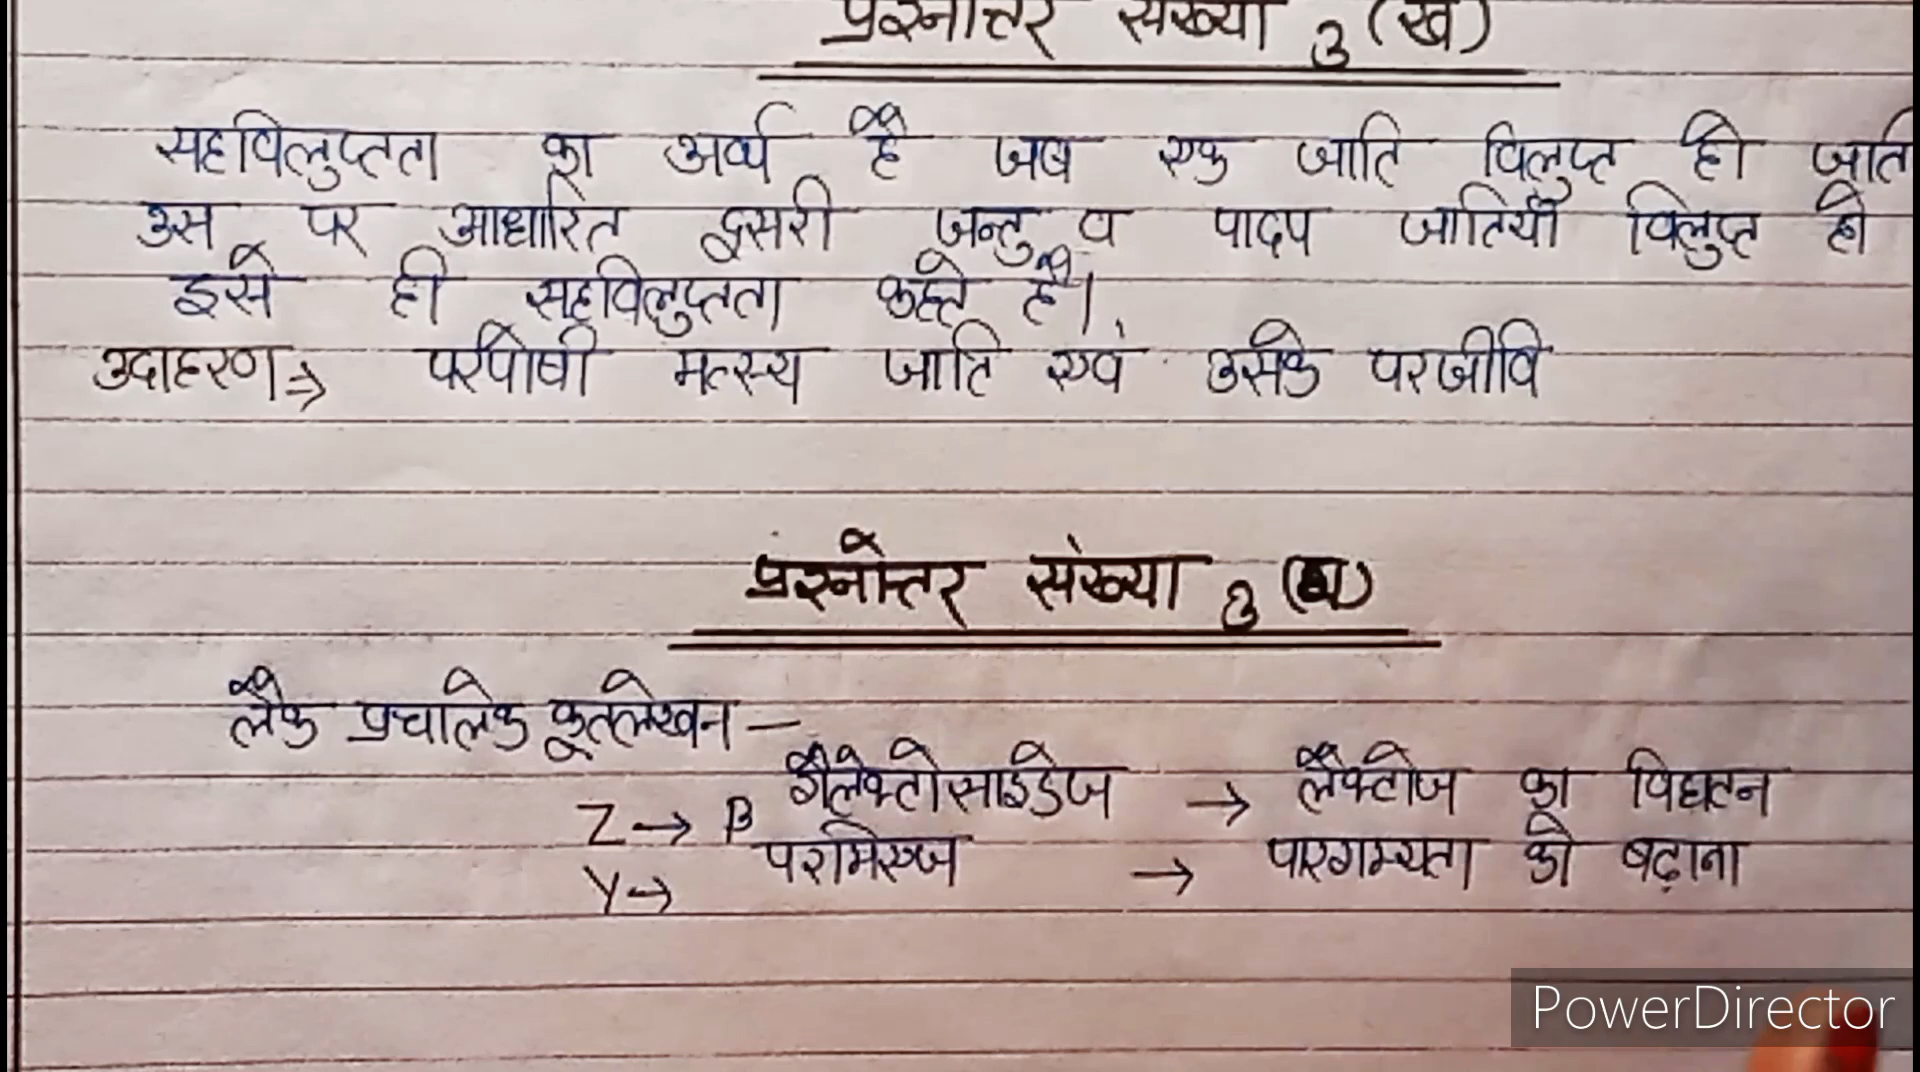 प्रश्नोत्तर संख्या 3 (ख)
सहविलुप्तता का अर्थ है जब एक जाति विलुप्त हो जाति
उस पर आधारित दूसरी जन्तु व पादप जातियाँ विलुप्त हो
इसे ही सहविलुप्तता कहते है।
उदाहरण⇒ परपोषी मत्स्य जाति एवं उसके परजीवि
प्रश्नोत्तर संख्या 3
लैक प्रचालेक कूतलेखन —
Z → β गैलेक्टोसाइडेज → लैक्टोज का विघटन
Y → परमिएज → पारगम्यता को बढ़ाना
PowerDirector